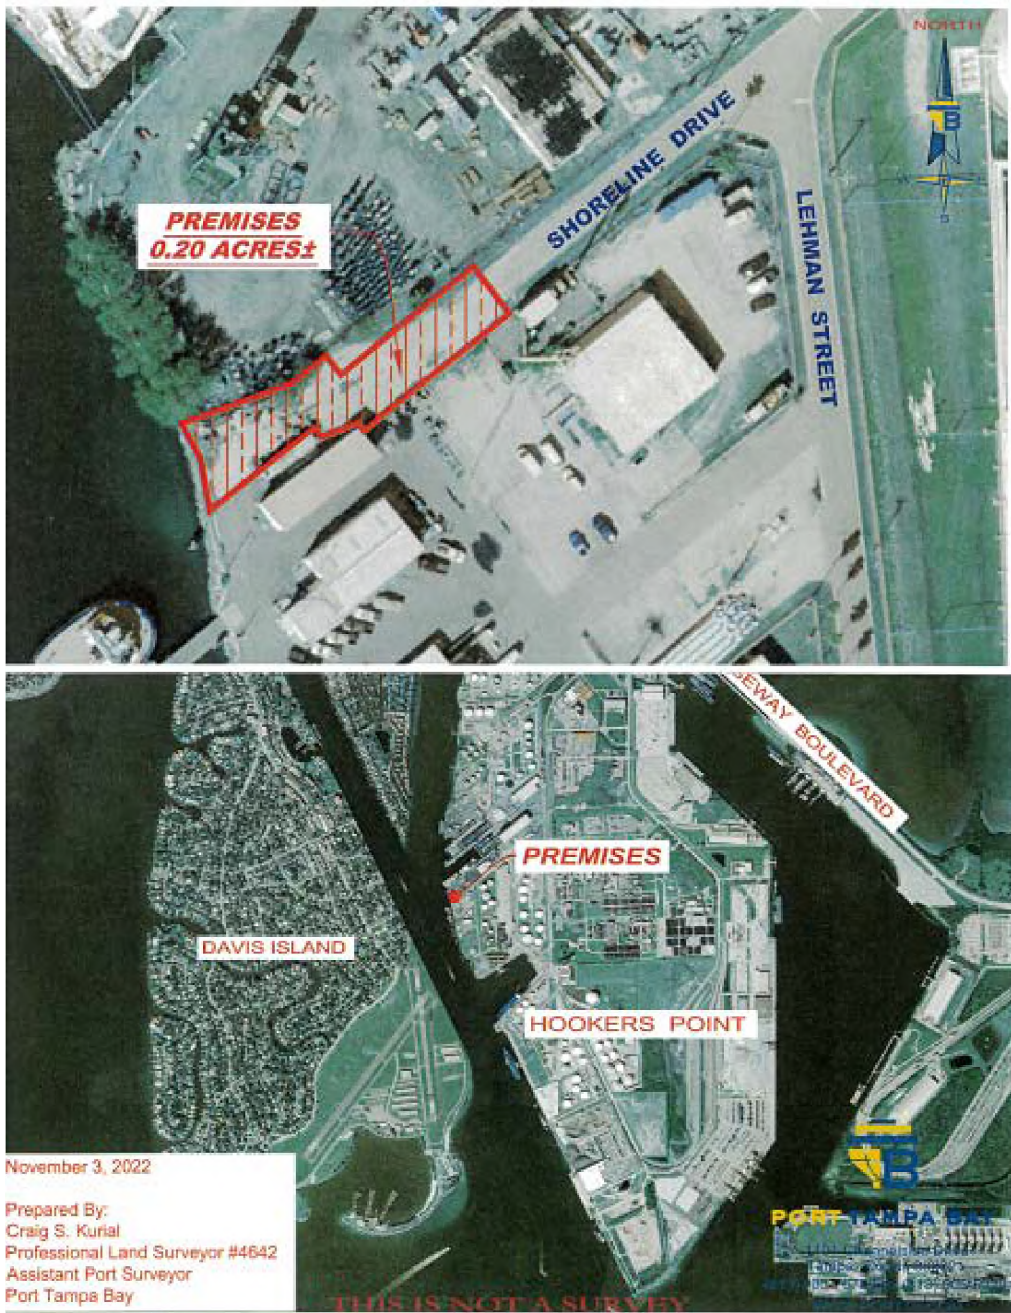 NORTH
B
S
PREMISES
0.20 ACRES±
SHORELINE DRIVE
LEHMAN STREET
SEWAY BOULEVARD
PREMISES
DAVIS ISLAND
HOOKERS POINT
November 3, 2022
Prepared By:
Craig S. Kurial
Professional Land Surveyor #4642
Assistant Port Surveyor
Port Tampa Bay
B
PORT TAMPA BAY
THIS IS NOT A SURVEY